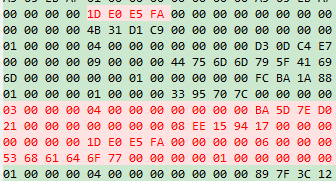 1D E0 E5 FA 00 00 00 00 00 00 00
00 00 00 00 4B 31 D1 C9 00 00 00 00 00 00 00 00
01 00 00 00 04 00 00 00 00 00 00 00 D3 0D C4 E7
00 00 00 00 09 00 00 00 44 75 6D 6D 79 5F 41 69
6D 00 00 00 00 01 00 00 00 00 00 00 FC BA 1A 88
01 00 00 00 01 00 00 00 33 95 70 7C 00 00 00 00
03 00 00 00 04 00 00 00 00 00 00 00 BA 5D 7E D0
21 00 00 00 00 00 00 00 08 EE 15 94 17 00 00 00
00 00 00 00 1D E0 E5 FA 00 00 00 00 06 00 00 00
53 68 61 64 6F 77 00 00 00 00 00 01 00 00 00 00
01 00 00 00 04 00 00 00 00 00 00 00 89 7F 3C 12